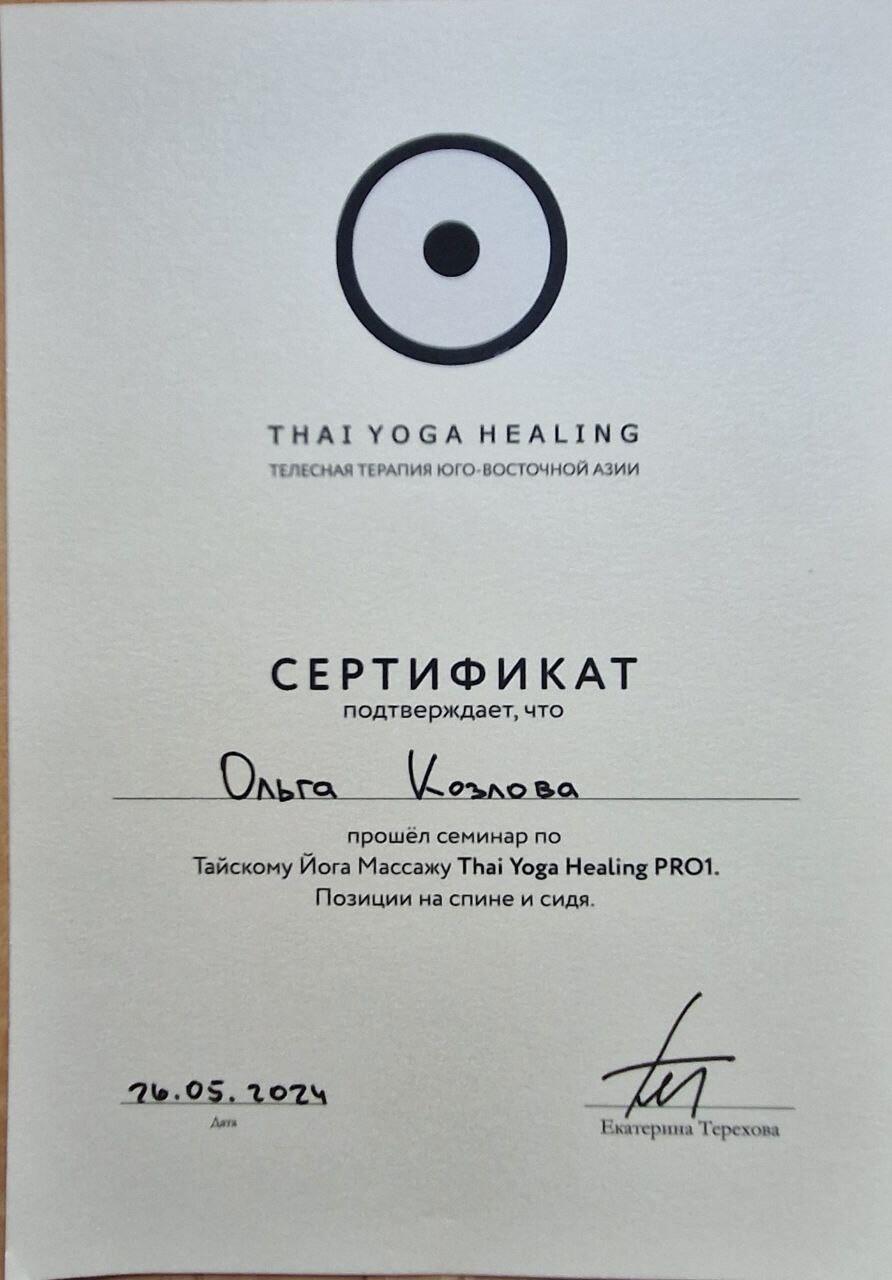 THAI YOGA HEALING
ТЕЛЕСНАЯ ТЕРАПИЯ ЮГО-ВОСТОЧНОЙ АЗИИ
СЕРТИФИКАТ
подтверждает, что
Ольга Козлова
прошёл семинар по
Тайскому Йога Массажу Thai Yoga Healing PRO1.
Позиции на спине и сидя.
26.05.2024
Дата
Екатерина Терехова